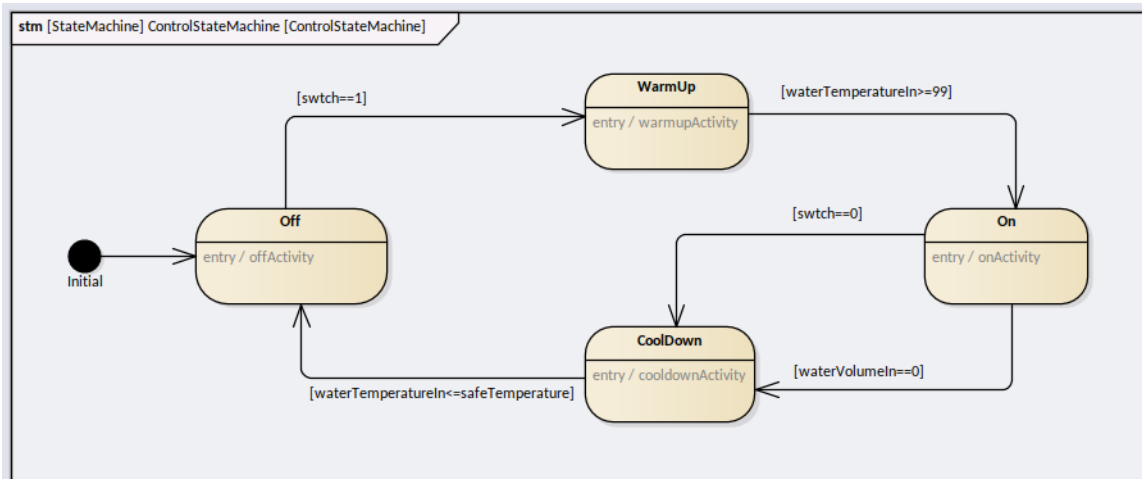 stm [StateMachine] ControlStateMachine [ControlStateMachine]
WarmUp
entry / warmupActivity
[swtch==1]
[waterTemperatureIn>=99]
Off
entry / offActivity
Initial
[swtch==0]
On
entry / onActivity
CoolDown
entry / cooldownActivity
[waterVolumeIn==0]
[waterTemperatureIn<=safeTemperature]